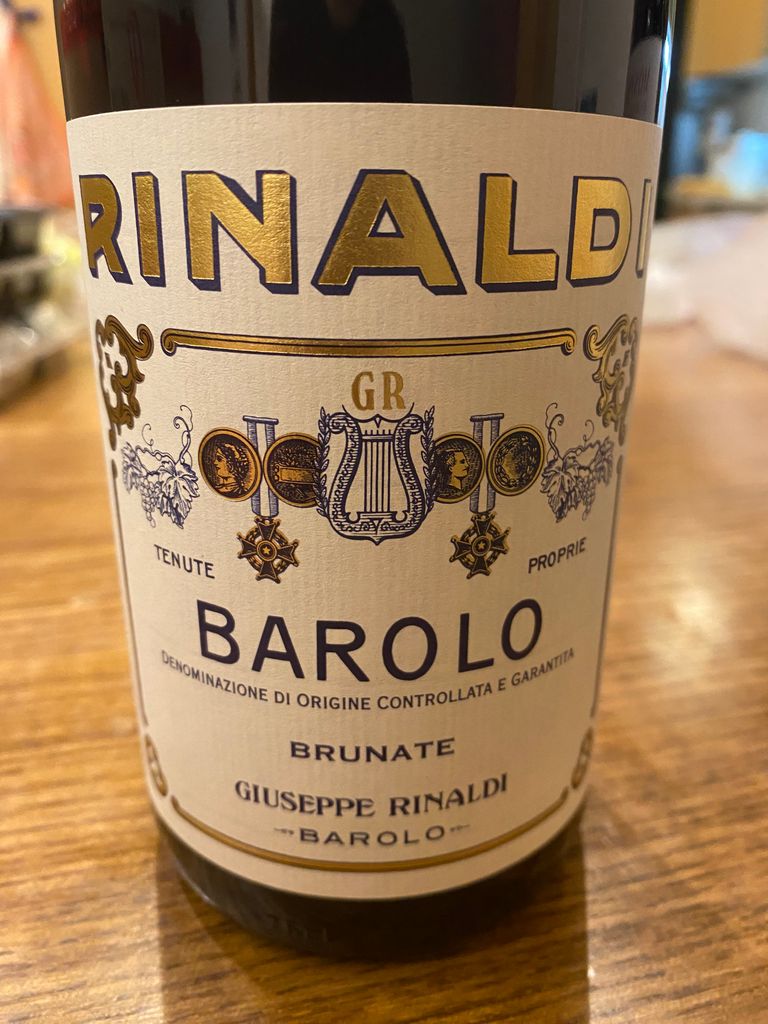 RINALDI
GR
TENUTE
PROPRIE
BAROLO
DENOMINAZIONE DI ORIGINE CONTROLLATA E GARANTITA
BRUNATE
GIUSEPPE RINALDI
BAROLO